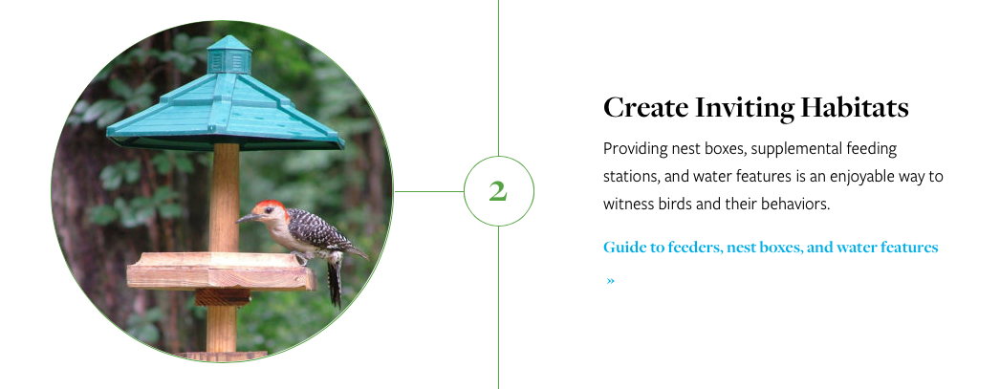 2
Create Inviting Habitats
Providing nest boxes, supplemental feeding
stations, and water features is an enjoyable way to
witness birds and their behaviors.
Guide to feeders, nest boxes, and water features
»